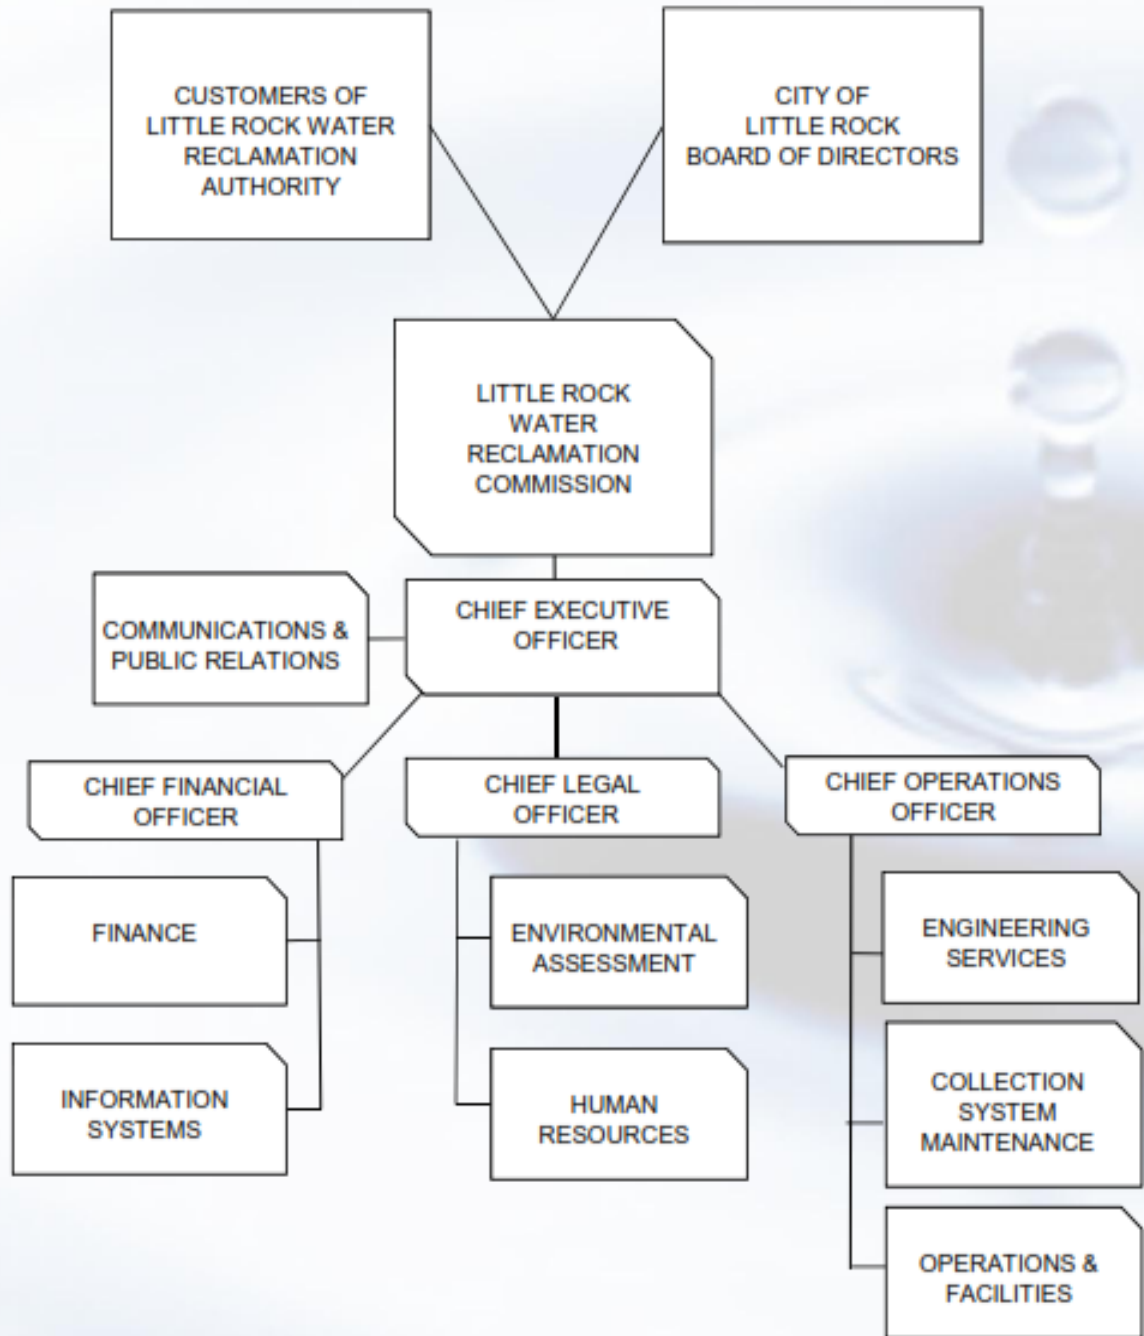 CUSTOMERS OF
LITTLE ROCK WATER
RECLAMATION
AUTHORITY
CITY OF
LITTLE ROCK
BOARD OF DIRECTORS
LITTLE ROCK
WATER
RECLAMATION
COMMISSION
COMMUNICATIONS &
PUBLIC RELATIONS
CHIEF EXECUTIVE
OFFICER
CHIEF FINANCIAL
OFFICER
CHIEF LEGAL
OFFICER
CHIEF OPERATIONS
OFFICER
FINANCE
ENVIRONMENTAL
ASSESSMENT
ENGINEERING
SERVICES
INFORMATION
SYSTEMS
HUMAN
RESOURCES
COLLECTION
SYSTEM
MAINTENANCE
OPERATIONS &
FACILITIES